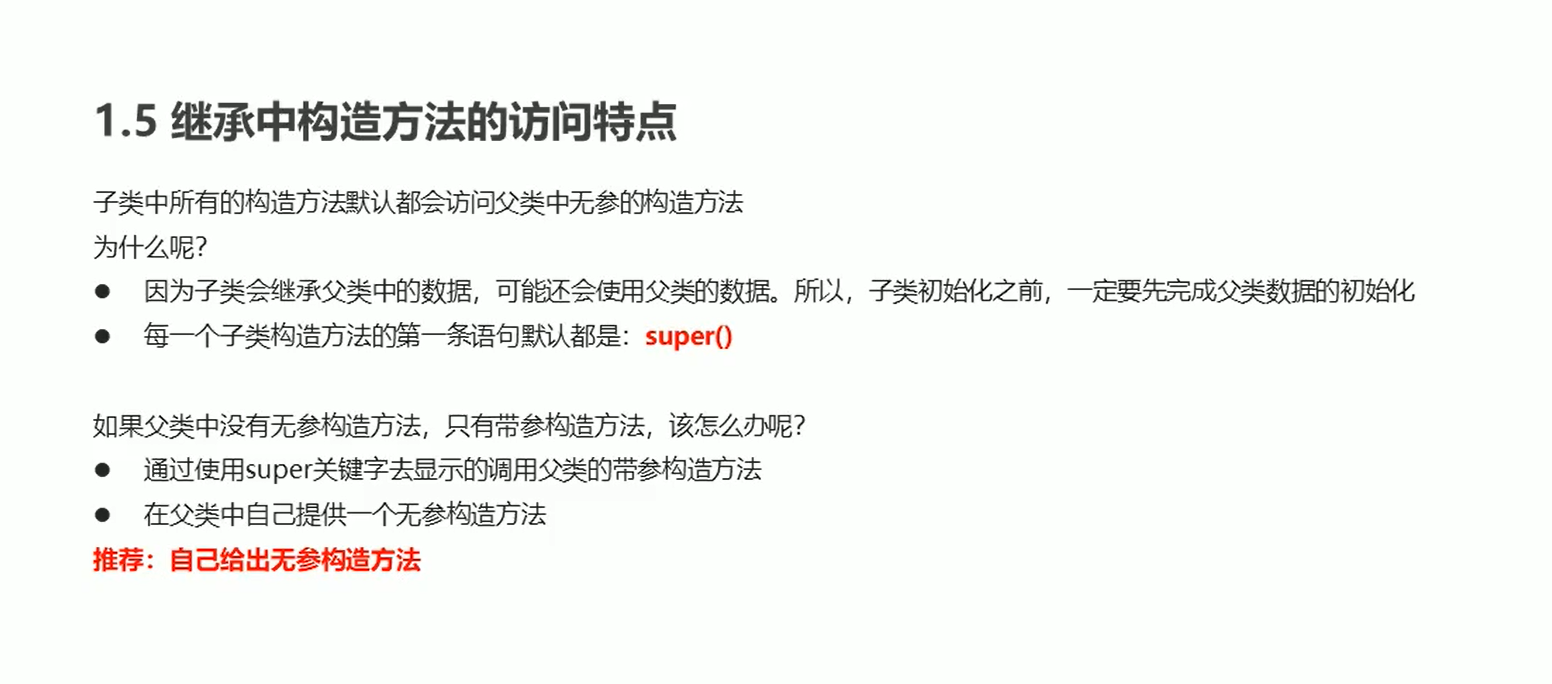 1.5 继承中构造方法的访问特点
子类中所有的构造方法默认都会访问父类中无参的构造方法
为什么呢?
● 因为子类会继承父类中的数据，可能还会使用父类的数据。所以，子类初始化之前，一定要先完成父类数据的初始化
● 每一个子类构造方法的第一条语句默认都是：super()
如果父类中没有无参构造方法，只有带参构造方法，该怎么办呢?
● 通过使用super关键字去显示的调用父类的带参构造方法
● 在父类中自己提供一个无参构造方法
推荐：自己给出无参构造方法